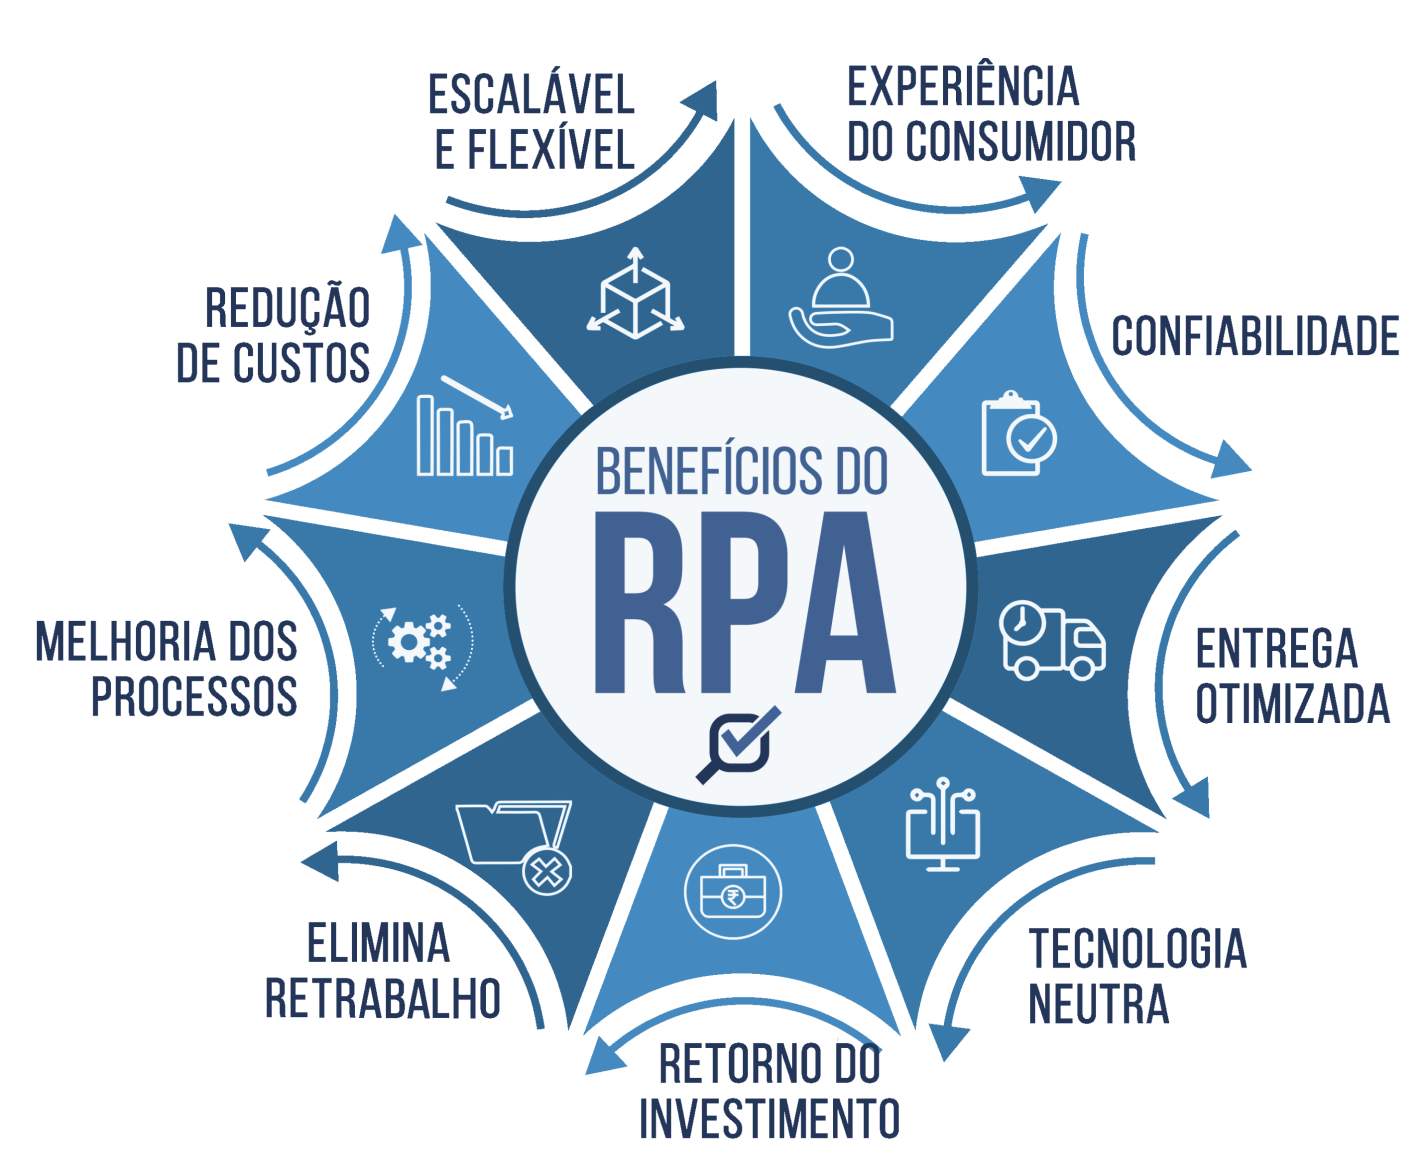 ESCALÁVEL
E FLEXÍVEL
EXPERIÊNCIA
DO CONSUMIDOR
REDUÇÃO
DE CUSTOS
CONFIABILIDADE
BENEFÍCIOS DO
RPA
MELHORIA DOS
PROCESSOS
ENTREGA
OTIMIZADA
ELIMINA
RETRABALHO
TECNOLOGIA
NEUTRA
₹
RETORNO DO
INVESTIMENTO